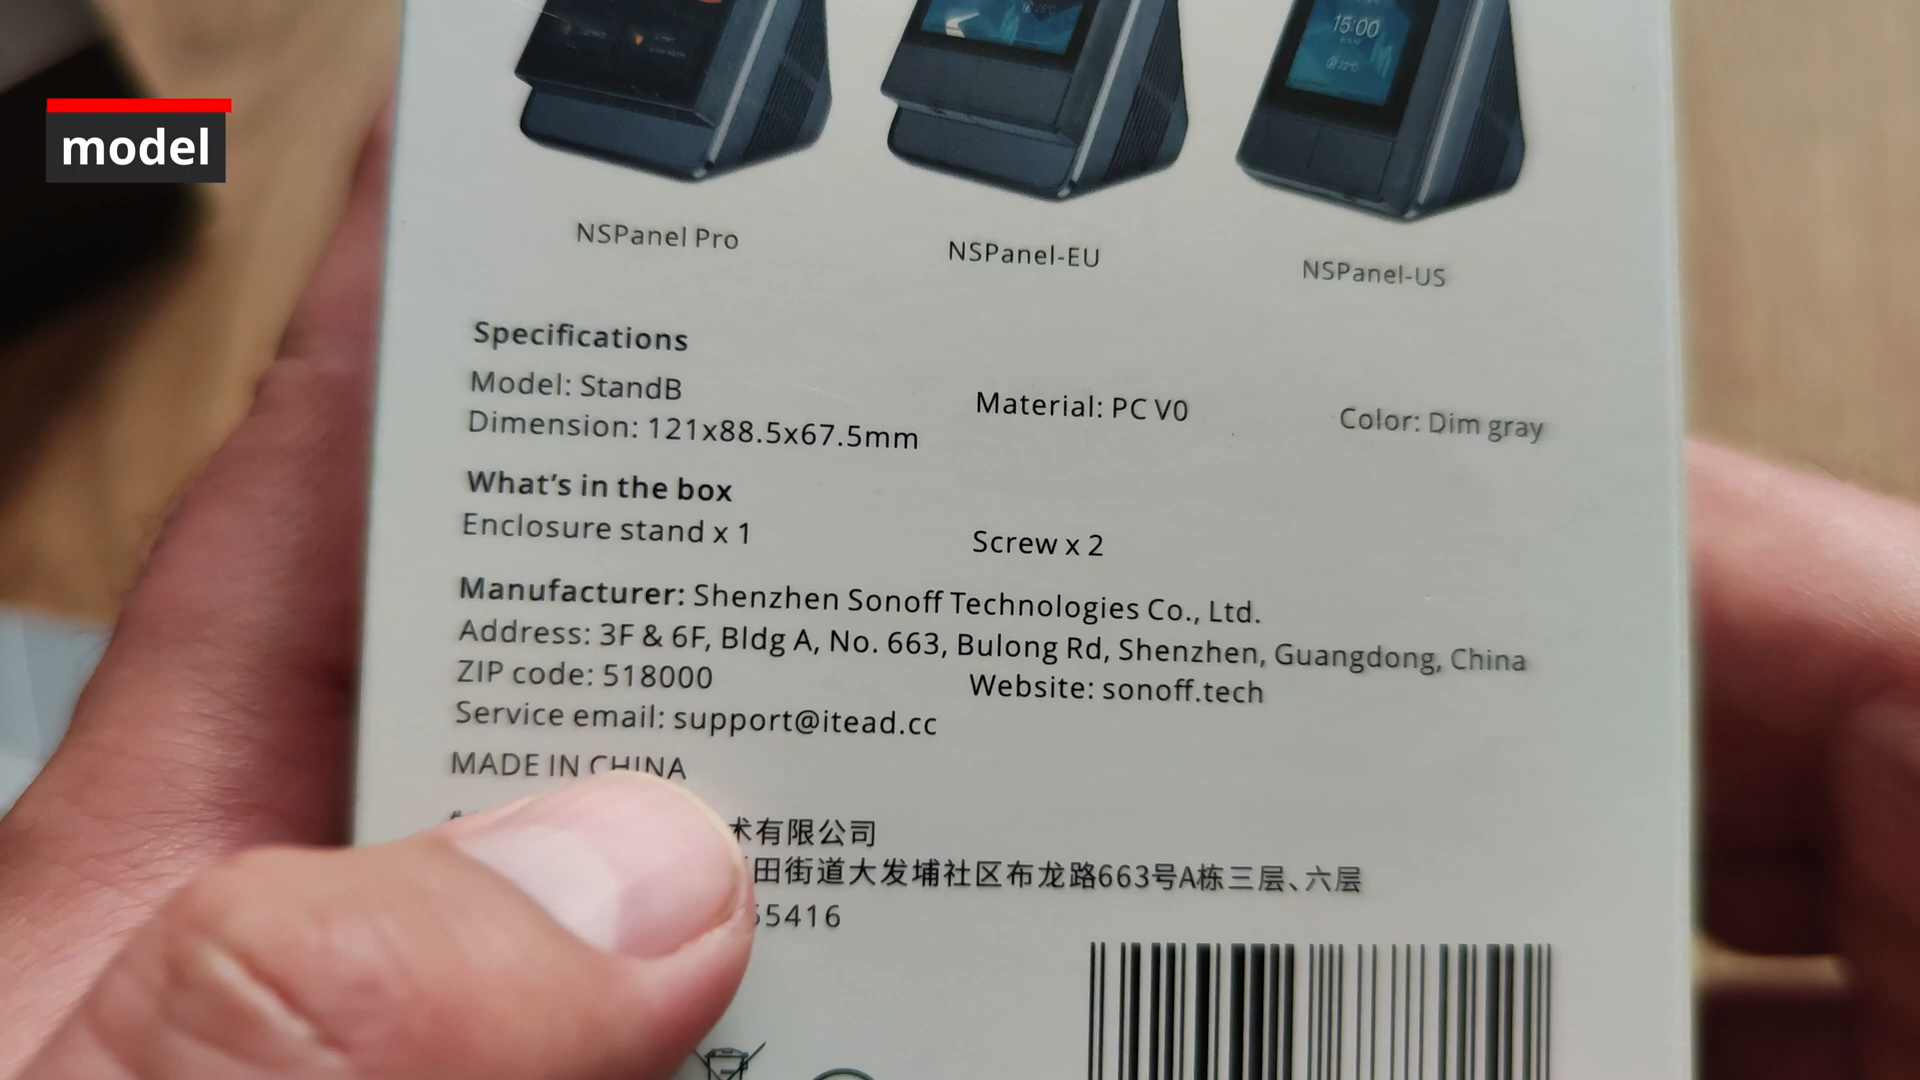 model
15:00
NSPanel Pro
NSPanel-EU
NSPanel-US
Specifications
Model: StandB
Material: PC V0
Color: Dim gray
Dimension: 121x88.5x67.5mm
What's in the box
Enclosure stand x 1
Screw x 2
Manufacturer: Shenzhen Sonoff Technologies Co., Ltd.
Address: 3F & 6F, Bldg A, No. 663, Bulong Rd, Shenzhen, Guangdong, China
ZIP code: 518000
Website: sonoff.tech
Service email: support@itead.cc
MADE IN CHINA
术有限公司
田街道大发埔社区布龙路663号A栋三层、六层
55416